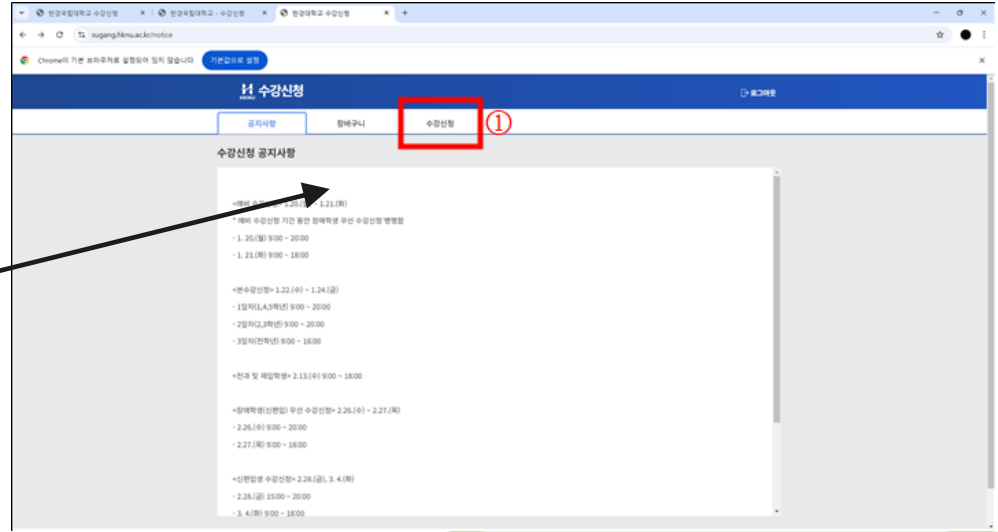 한경국립대학교 수강신청
한경국립대학교 - 수강신청
한경대학교 수강신청
sugang.hknu.ac.kr/notice
Chrome이 기본 브라우저로 설정되어 있지 않습니다
기본값으로 설정
수강신청
로그아웃
공지사항
장바구니
수강신청
①
수강신청 공지사항
<예비 1.20.( ~ 1.21.(화)
* 예비 수강신청 기간 동안 장애학생 우선 수강신청 병행함
- 1. 20.(월) 9:00 ~ 20:00
- 1. 21.(화) 9:00 ~ 18:00
<본수강신청> 1.22.(수) ~ 1.24.(금)
- 1일차(1,4,5학년) 9:00 ~ 20:00
- 2일차(2,3학년) 9:00 ~ 20:00
- 3일차(전학년) 9:00 ~ 18:00
<전과 및 재입학생> 2.13.(수) 9:00 ~ 18:00
<장애학생(신편입) 우선 수강신청> 2.26.(수) ~ 2.27.(목)
- 2.26.(수) 9:00 ~ 20:00
- 2.27.(목) 9:00 ~ 18:00
<신편입생 수강신청> 2.28.(금), 3. 4.(화)
- 2.28.(금) 15:00 ~ 20:00
- 3. 4.(화) 9:00 ~ 18:00